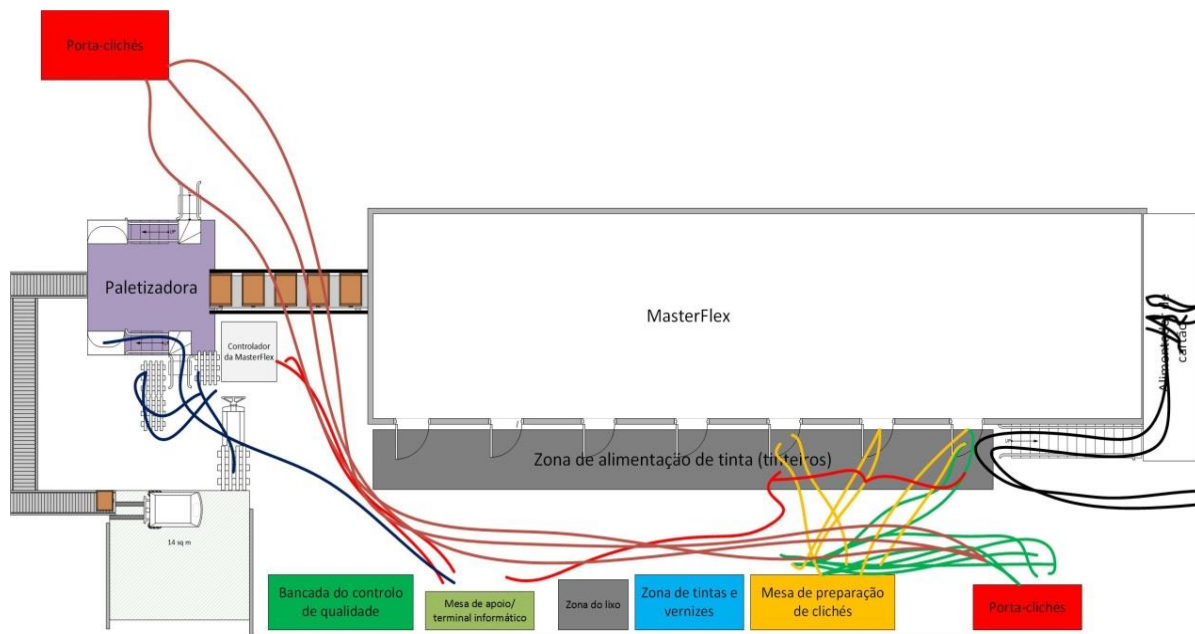 Porta-clichés
Paletizadora
Controlador
da MasterFlex
MasterFlex
Zona de alimentação de tinta (tinteiros)
14 sq m
Bancada do controlo
de qualidade
Mesa de apoio/
terminal informático
Zona do lixo
Zona de tintas e
vernizes
Mesa de preparação
de clichés
Porta-clichés